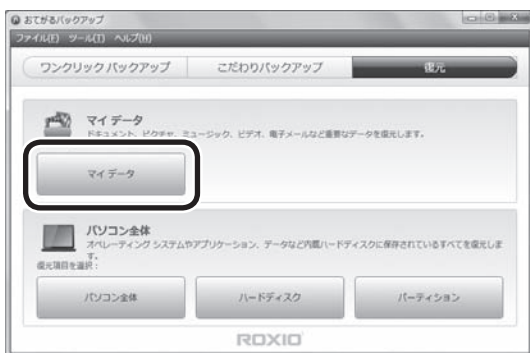 おてがるバックアップ
ファイル(F) ツール(T) ヘルプ(H)
ワンクリックバックアップ こだわりバックアップ 復元
マイ データ
ドキュメント、ピクチャ、ミュージック、ビデオ、電子メールなど重要なデータを復元します。
マイ データ
パソコン全体
オペレーティング システムやアプリケーション、データなど内蔵ハードディスクに保存されているすべてを復元しま
す。
復元項目を選択:
パソコン全体 ハードディスク パーティション
ROXIO